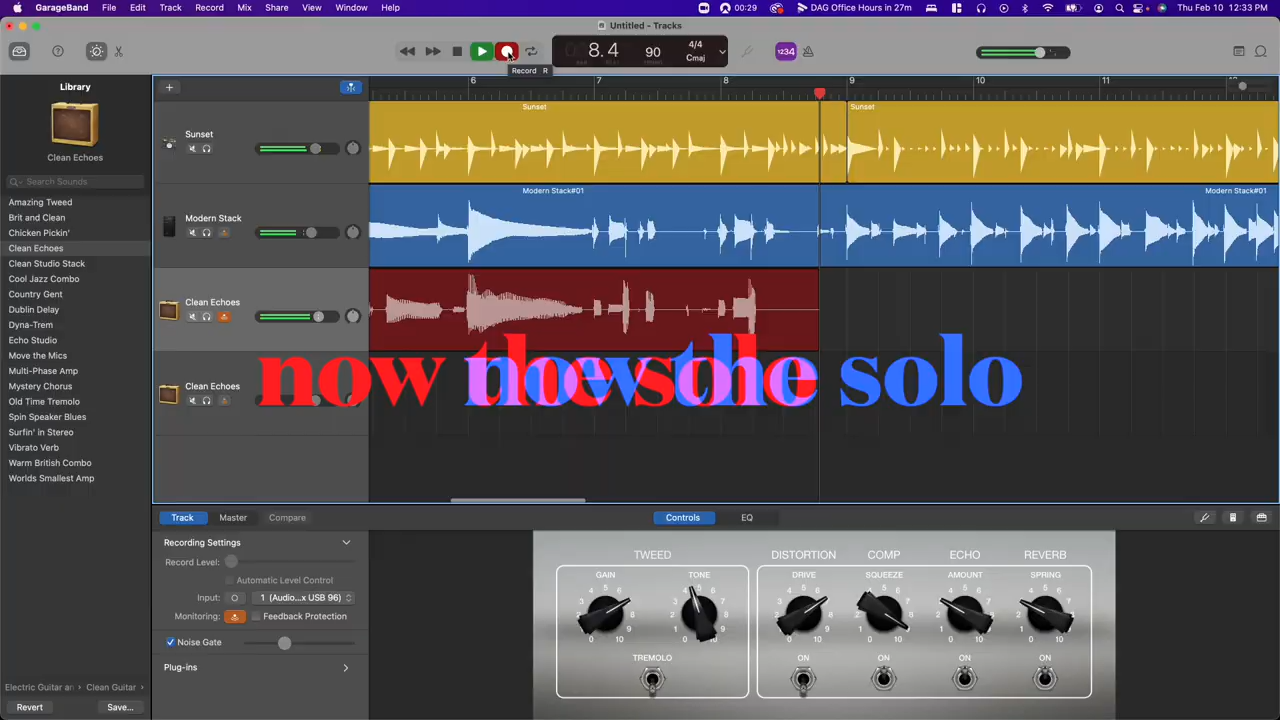 GarageBand File Edit Track Record Mix Share View Window Help 00:29 DAG Office Hours in 27m Thu Feb 10 12:33 PM
Untitled - Tracks
8.4 90 4/4 Cmaj 1234
Record R
Library
Clean Echoes
Search Sounds
Amazing Tweed
Brit and Clean
Chicken Pickin'
Clean Echoes
Clean Studio Stack
Cool Jazz Combo
Country Gent
Dublin Delay
Dyna-Trem
Echo Studio
Move the Mics
Multi-Phase Amp
Mystery Chorus
Old Time Tremolo
Spin Speaker Blues
Surfin' in Stereo
Vibrato Verb
Warm British Combo
Worlds Smallest Amp
Electric Guitar an Clean Guitar
Revert Save...
6 7 8 9 10 11
Sunset
Modern Stack
Clean Echoes
Clean Echoes
Sunset Sunset
Modern Stack#01 Modern Stack#01
now the solo
now the solo
Track Master Compare Controls EQ
Recording Settings
Record Level:
Automatic Level Control
Input: 1 (Audio...x USB 96)
Monitoring: Feedback Protection
Noise Gate
Plug-ins
TWEED DISTORTION COMP ECHO REVERB
GAIN TONE DRIVE SQUEEZE AMOUNT SPRING
TREMOLO ON ON ON ON